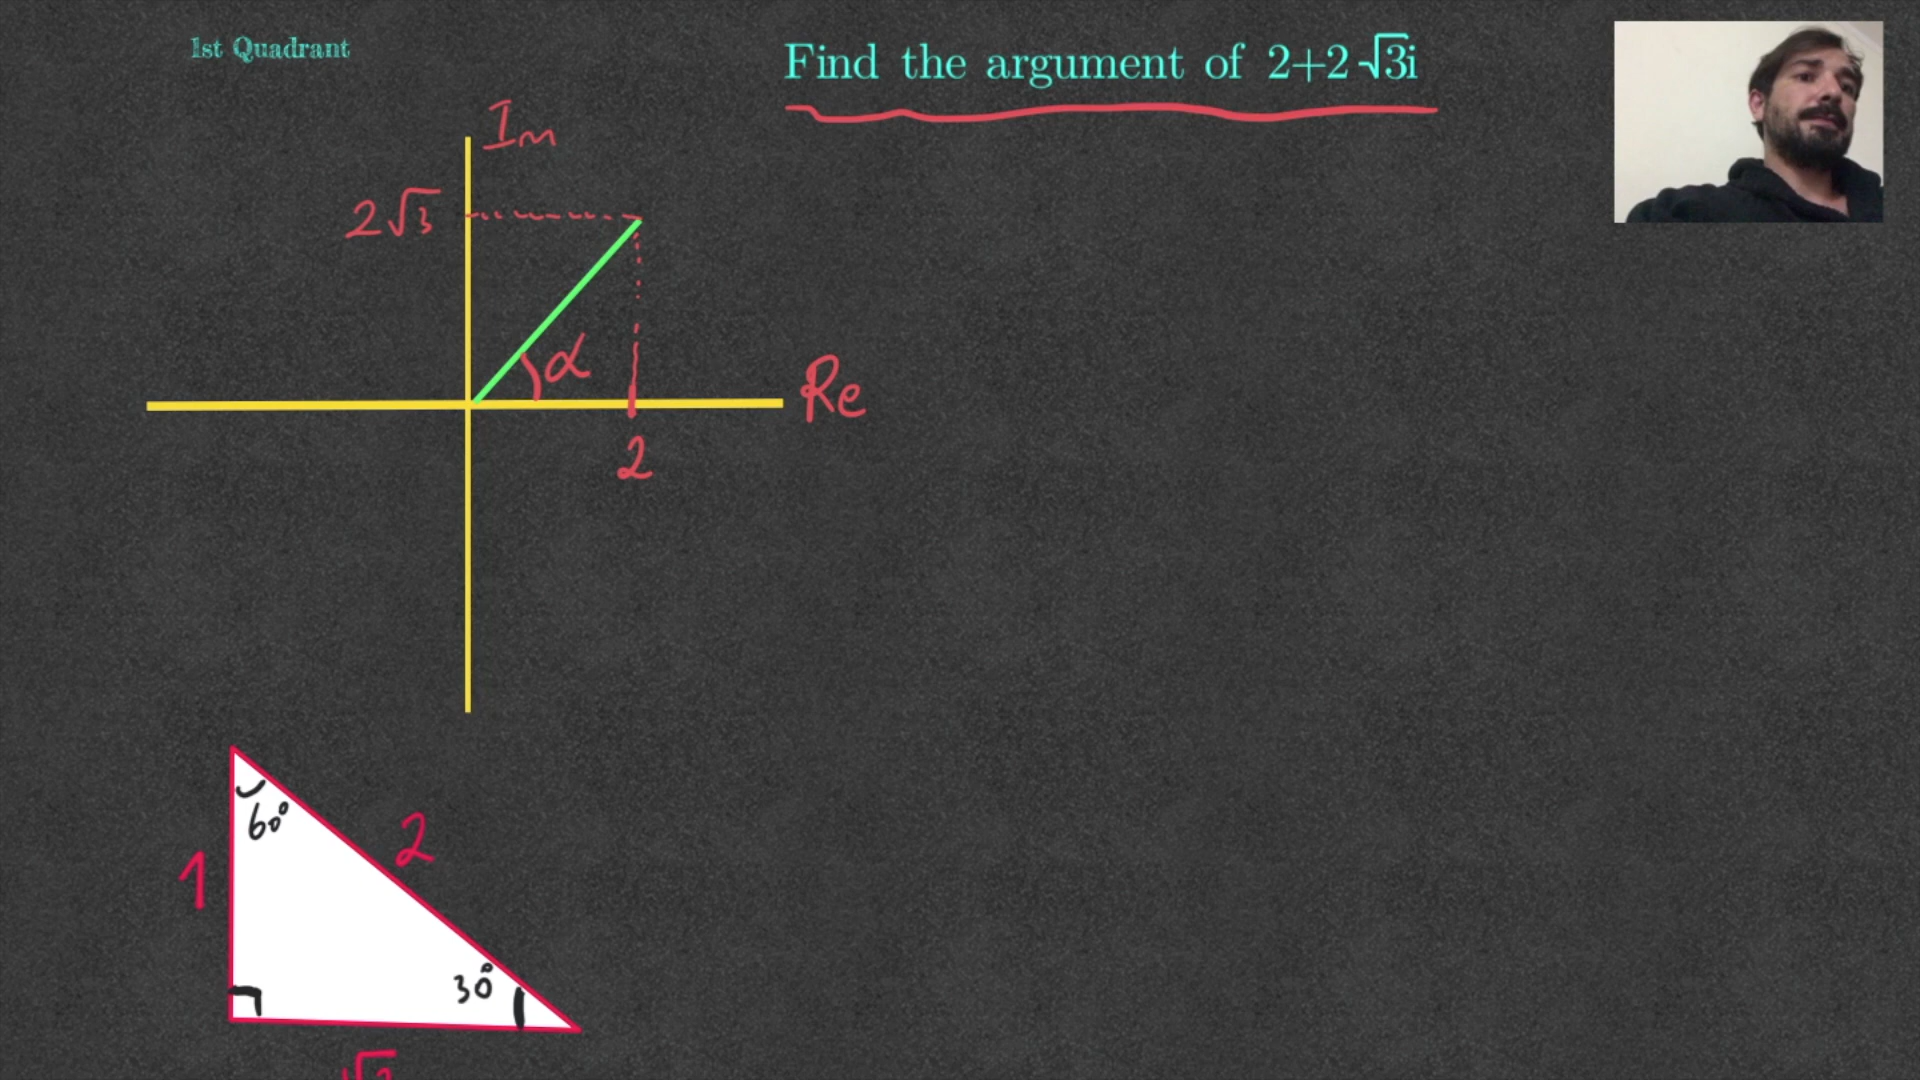 1st Quadrant
Find the argument of 2+2√3i
Im
2√3
α
Re
2
60°
2
1
30°